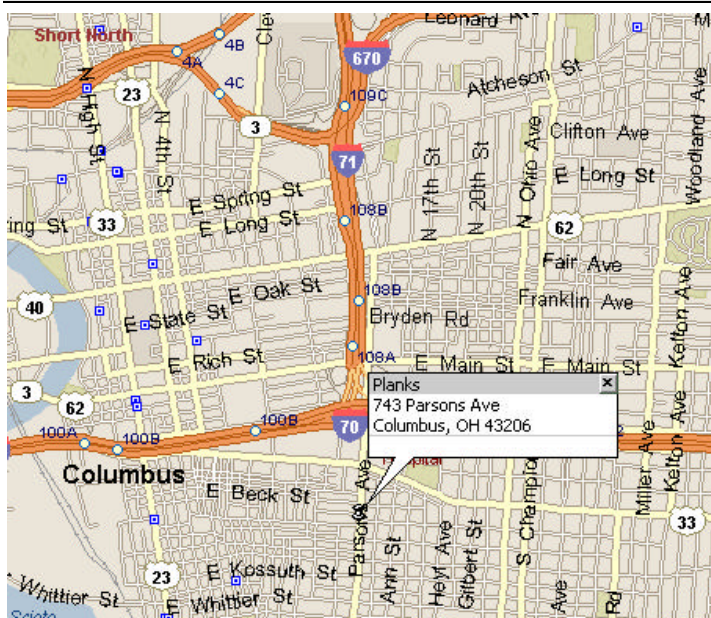 Leonard Ave
Short North
4B
Clev
M
4A
670
4C
109C
Atcheson St
23
N High St
N 4th St
3
71
Clifton Ave
Woodland Ave
N 17th St
N 20th St
N Ohio Ave
E Long St
E Spring St
108B
ring St
33
E Long St
62
Fair Ave
40
E Oak St
108B
Franklin Ave
E State St
Bryden Rd
Kelton Ave
E Rich St
108A
E Main St
E Main St
3
62
Planks
743 Parsons Ave
Columbus, OH 43206
100A
100B
100B
70
2
Hospital
Columbus
E Beck St
Parsons Ave
S Champion
Miller Ave
Kelton Ave
33
Ann St
Heyl Ave
Gilbert St
23
E Kossuth St
Whittier St
E Whittier St
Ave
Rd
Scioto